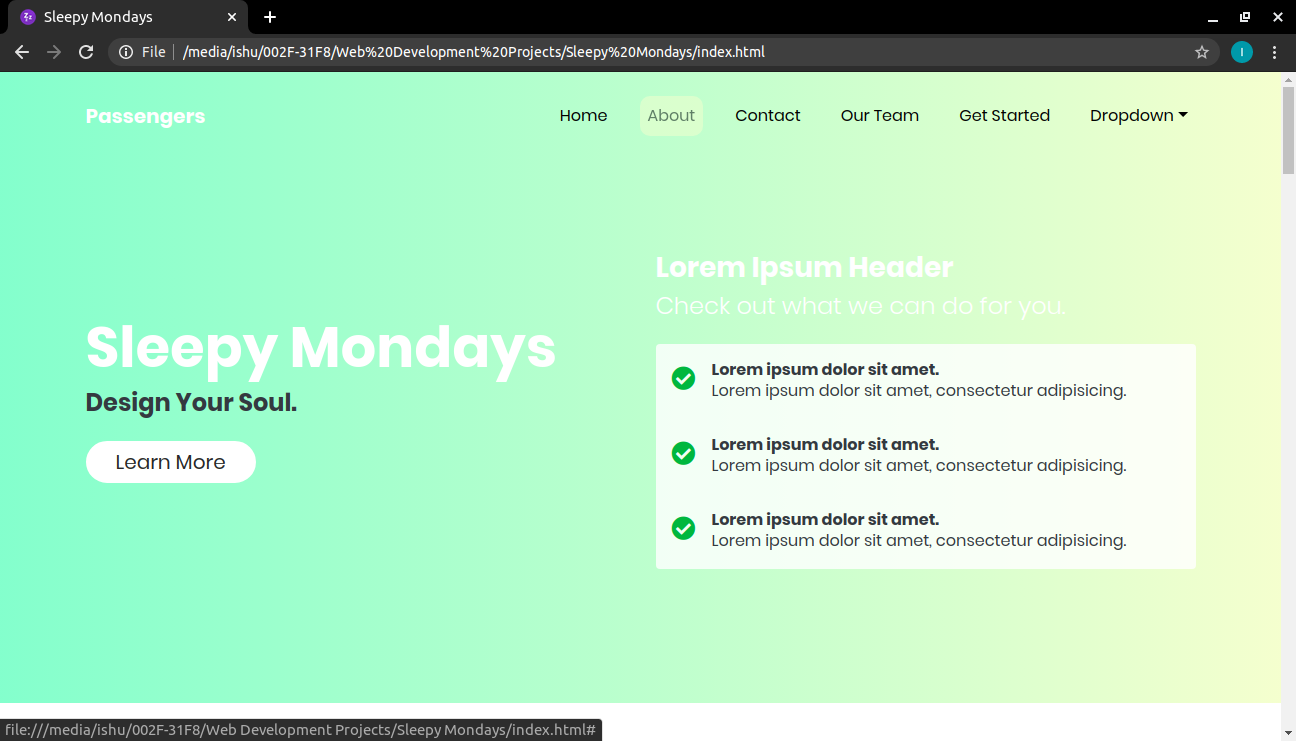 Sleepy Mondays
File /media/ishu/002F-31F8/Web%20Development%20Projects/Sleepy%20Mondays/index.html
I
Passengers
Home About Contact Our Team Get Started Dropdown
Sleepy Mondays
Design Your Soul.
Learn More
Lorem Ipsum Header
Check out what we can do for you.
Lorem ipsum dolor sit amet.
Lorem ipsum dolor sit amet, consectetur adipisicing.
Lorem ipsum dolor sit amet.
Lorem ipsum dolor sit amet, consectetur adipisicing.
Lorem ipsum dolor sit amet.
Lorem ipsum dolor sit amet, consectetur adipisicing.
file:///media/ishu/002F-31F8/Web Development Projects/Sleepy Mondays/index.html#